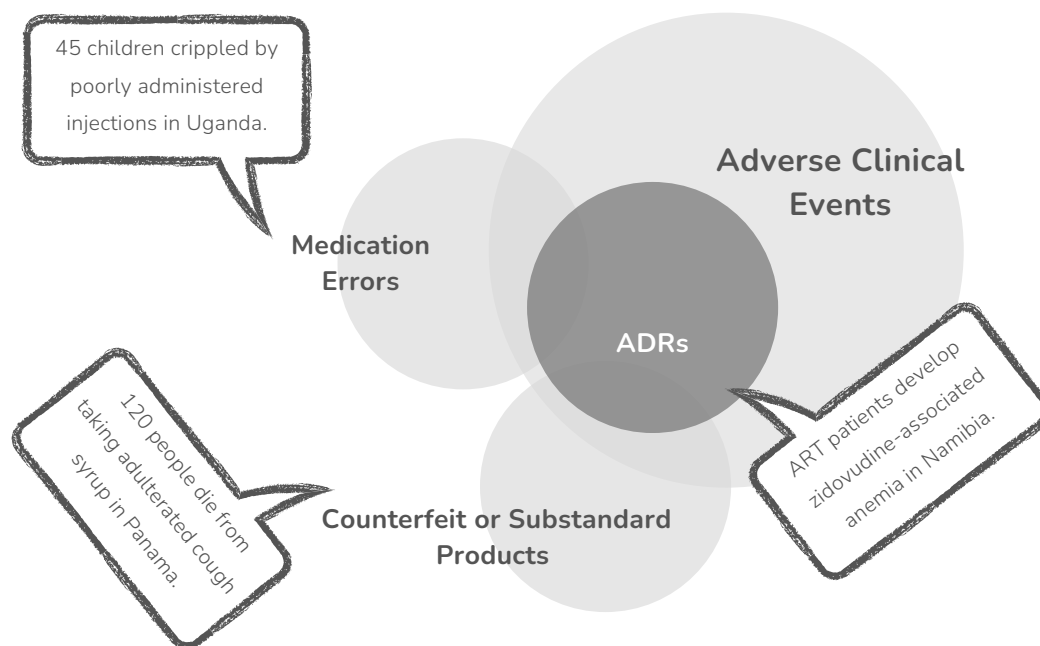 45 children crippled by
poorly administered
injections in Uganda.
Adverse Clinical
Events
Medication
Errors
ADRs
ART patients develop
zidovudine-associated
anemia in Namibia.
120 people die from
taking adulterated cough
syrup in Panama.
Counterfeit or Substandard
Products